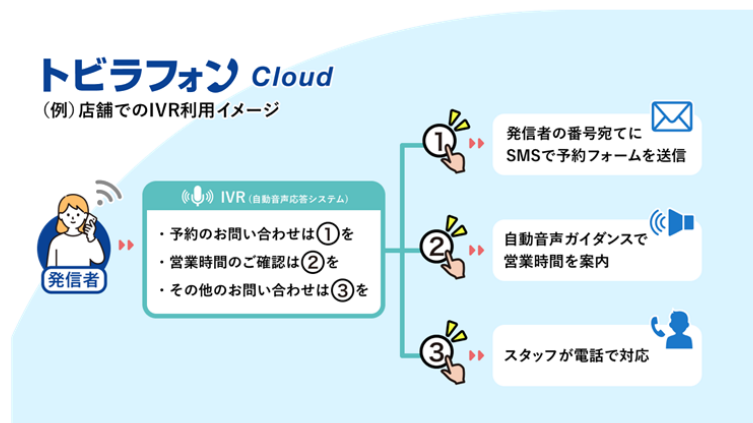 トビラフォン Cloud
（例）店舗でのIVR利用イメージ
発信者
IVR（自動音声応答システム）
・予約のお問い合わせは①を
・営業時間のご確認は②を
・その他のお問い合わせは③を
①
発信者の番号宛てに
SMSで予約フォームを送信
②
自動音声ガイダンスで
営業時間を案内
③
スタッフが電話で対応